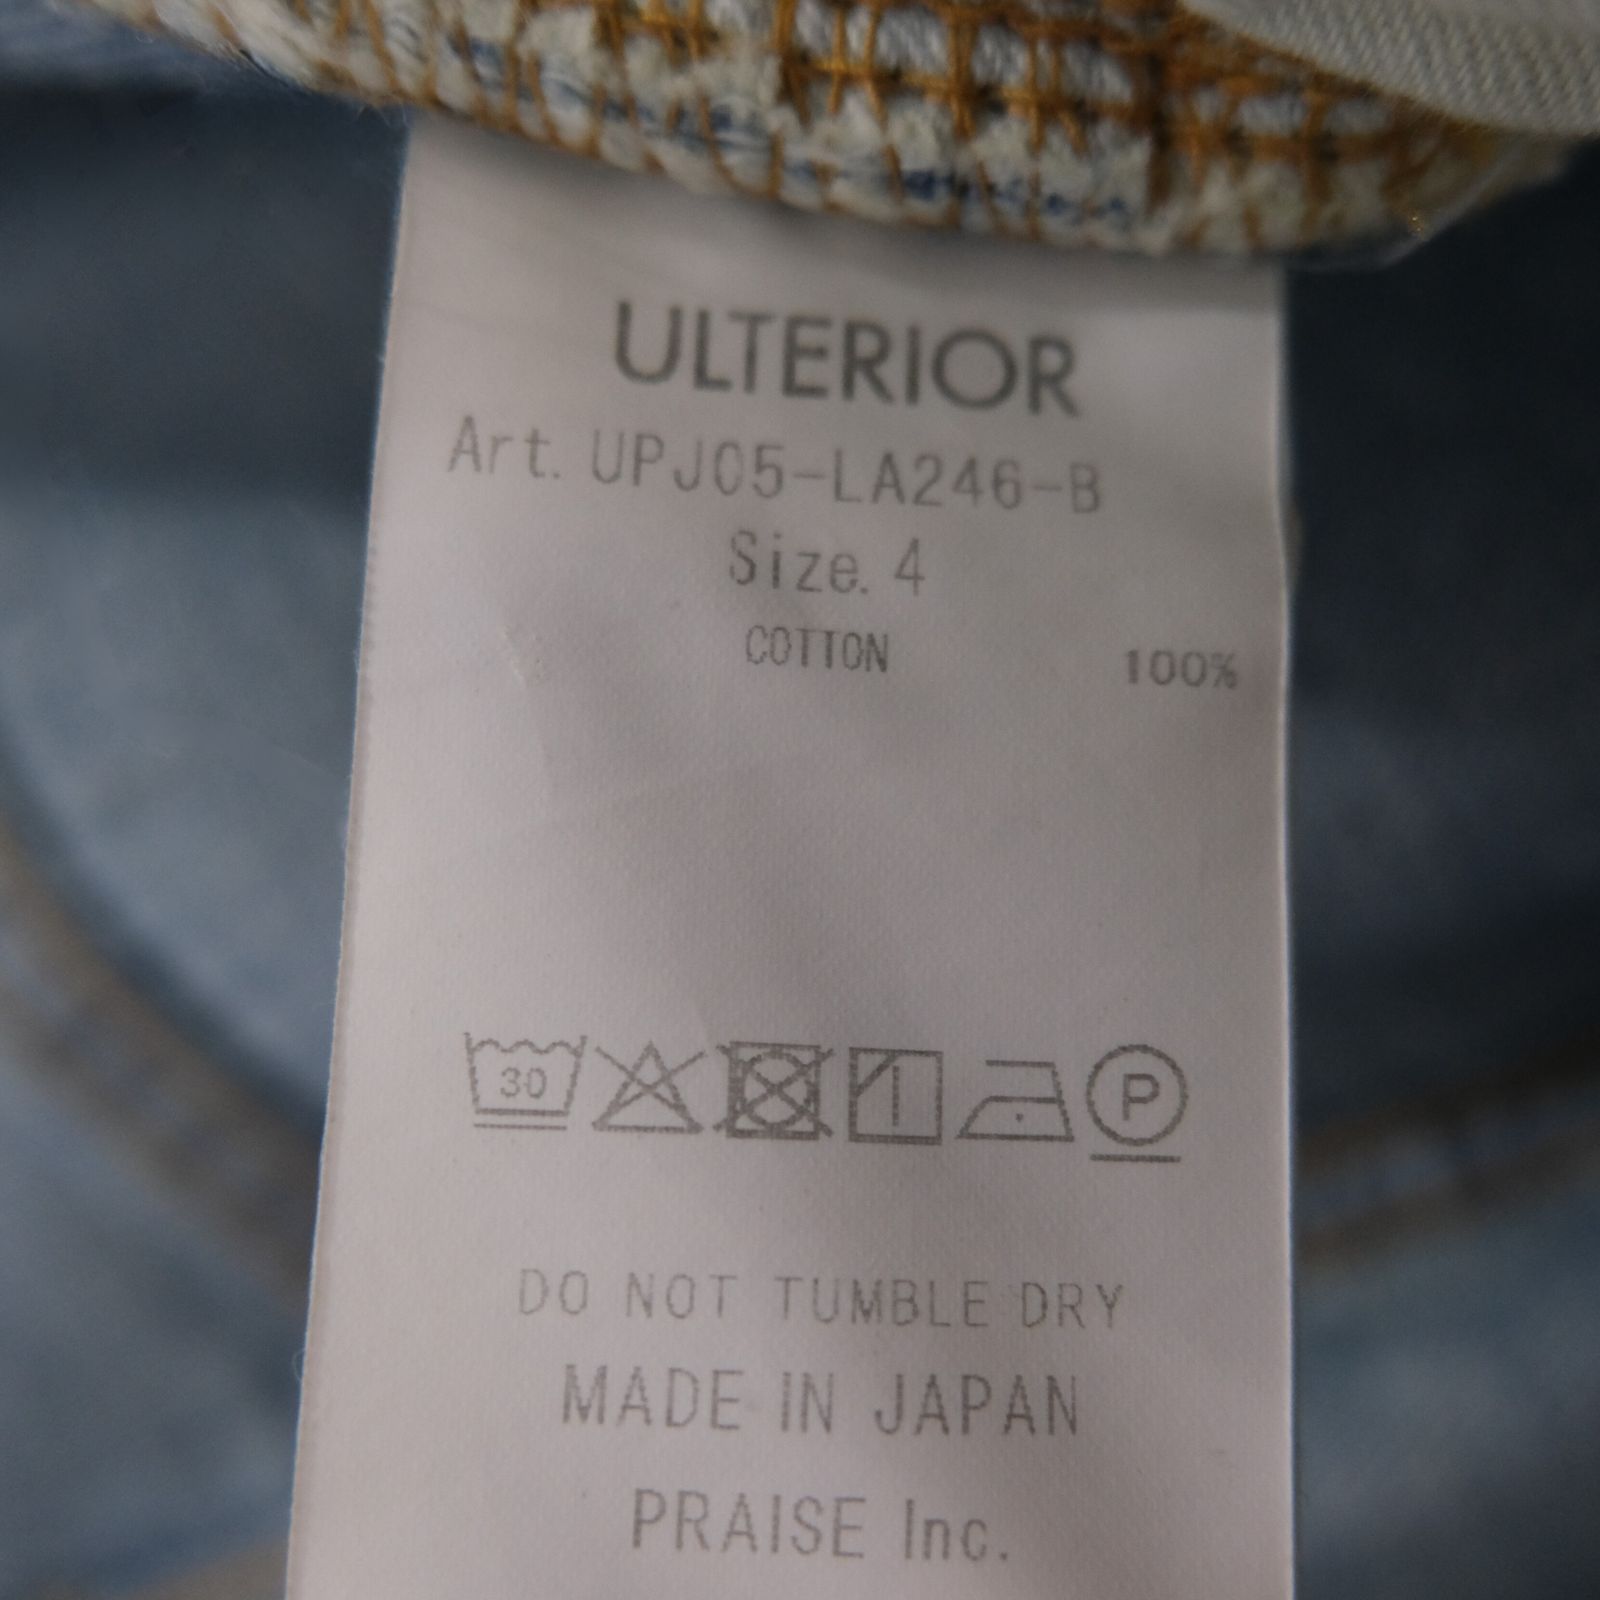 ULTERIOR
Art. UPJ05-LA246-B
Size. 4
COTTON 100%
30 P
DO NOT TUMBLE DRY
MADE IN JAPAN
PRAISE Inc.